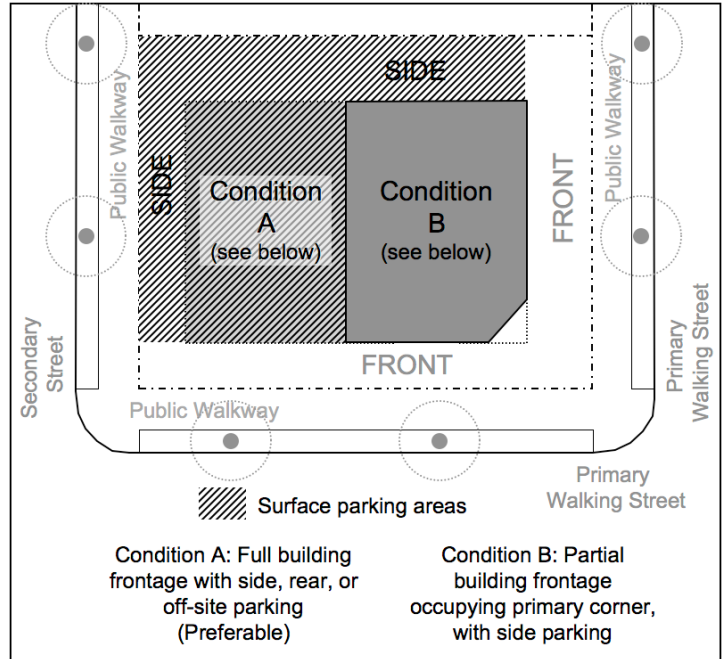 SIDE
Public Walkway
Public Walkway
SIDE
Condition
A
(see below)
Condition
B
(see below)
FRONT
FRONT
Secondary
Street
Primary
Walking Street
Public Walkway
Primary
Walking Street
Surface parking areas
Condition A: Full building
frontage with side, rear, or
off-site parking
(Preferable)
Condition B: Partial
building frontage
occupying primary corner,
with side parking